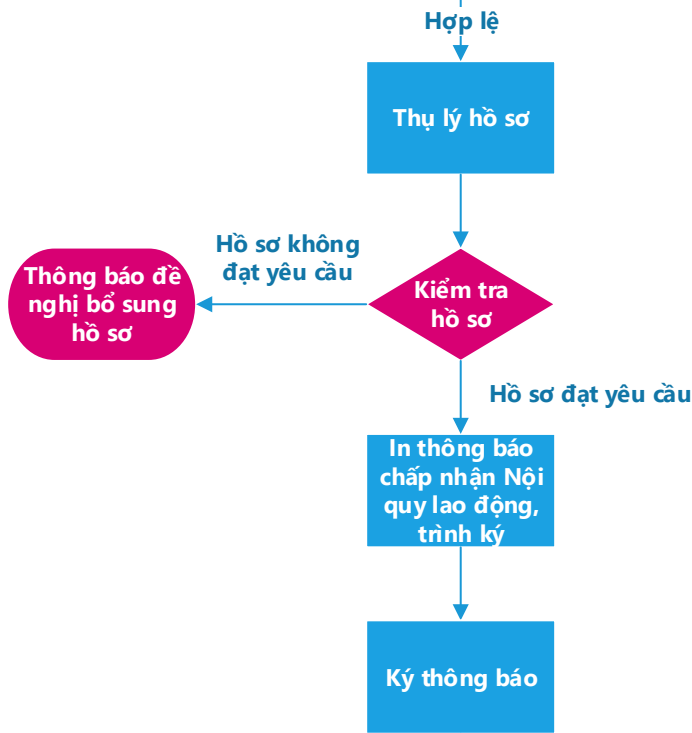 Hợp lệ
Thụ lý hồ sơ
Hồ sơ không
đạt yêu cầu
Thông báo đề
nghị bổ sung
hồ sơ
Kiểm tra
hồ sơ
Hồ sơ đạt yêu cầu
In thông báo
chấp nhận Nội
quy lao động,
trình ký
Ký thông báo